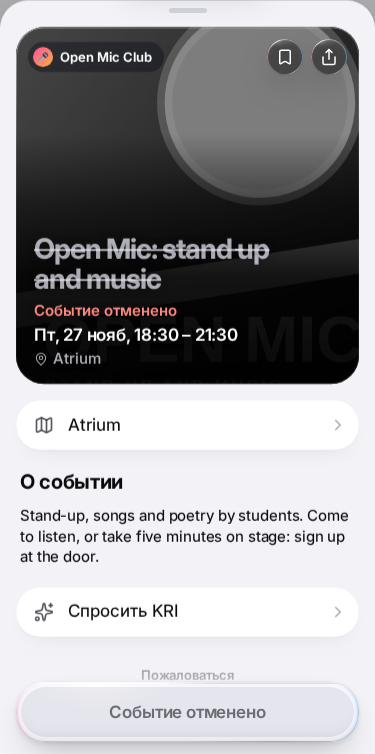 Open Mic Club
Open Mic: stand up
and music
Событие отменено
Пт, 27 нояб, 18:30 – 21:30
Atrium
Atrium
О событии
Stand-up, songs and poetry by students. Come
to listen, or take five minutes on stage: sign up
at the door.
Спросить KRI
Пожаловаться
Событие отменено